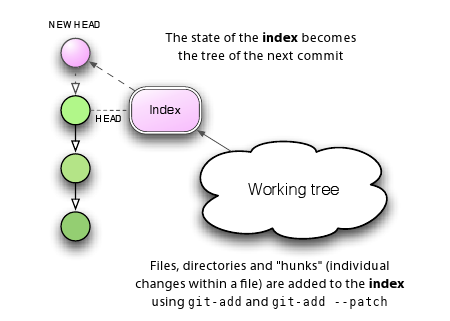 NEW HEAD
The state of the index becomes
the tree of the next commit
Index
HEAD
Working tree
Files, directories and "hunks" (individual
changes within a file) are added to the index
using git-add and git-add --patch